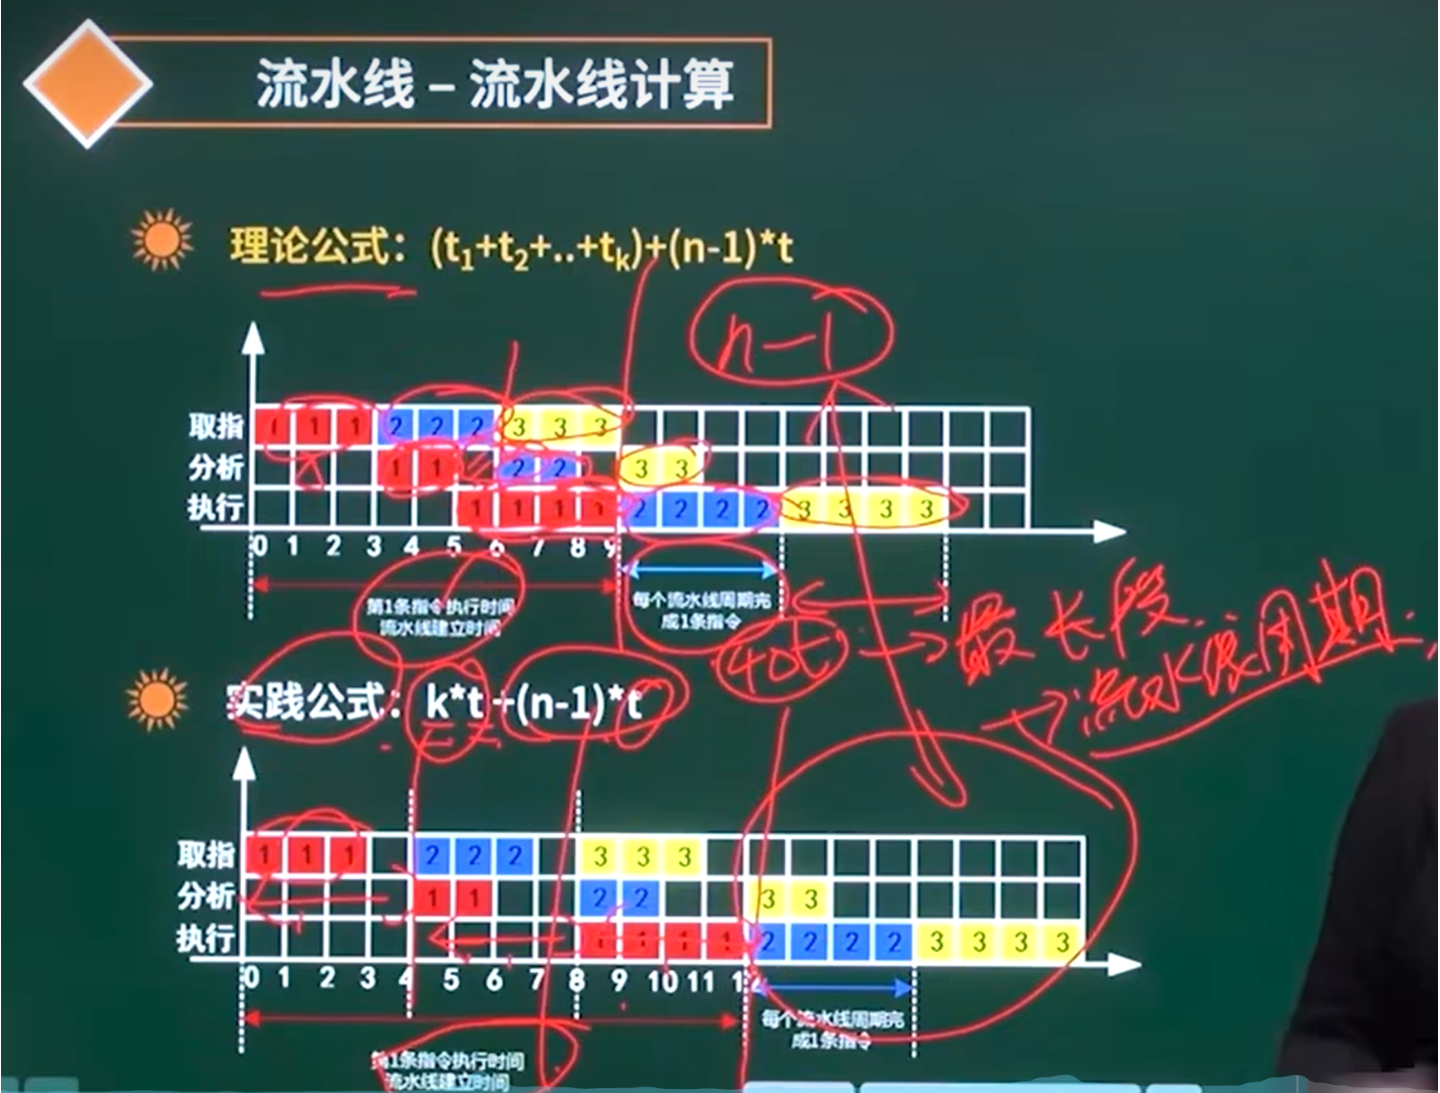 流水线 – 流水线计算
理论公式：(t1+t2+..+tk)+(n-1)*t
n-1
取指 1 1 1 2 2 2 3 3 3
分析 1 1 2 2 3 3
执行 1 1 1 1 2 2 2 2 3 3 3 3
0 1 2 3 4 5 6 7 8 9
第1条指令执行时间
流水线建立时间
每个流水线周期完
成1条指令
4Δt → 最长段.
→ 流水线周期.
实践公式：k*t +(n-1)*t
取指 1 1 1 2 2 2 3 3 3
分析 1 1 2 2 3 3
执行 1 1 1 1 2 2 2 2 3 3 3 3
0 1 2 3 4 5 6 7 8 9 10 11 12
第1条指令执行时间
流水线建立时间
每个流水线周期完
成1条指令